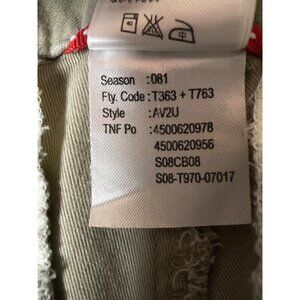 Season :081
Fty. Code :T363 + T763
Style :AV2U
TNF Po :4500620978
4500620956
S08CB08
S08-T970-07017